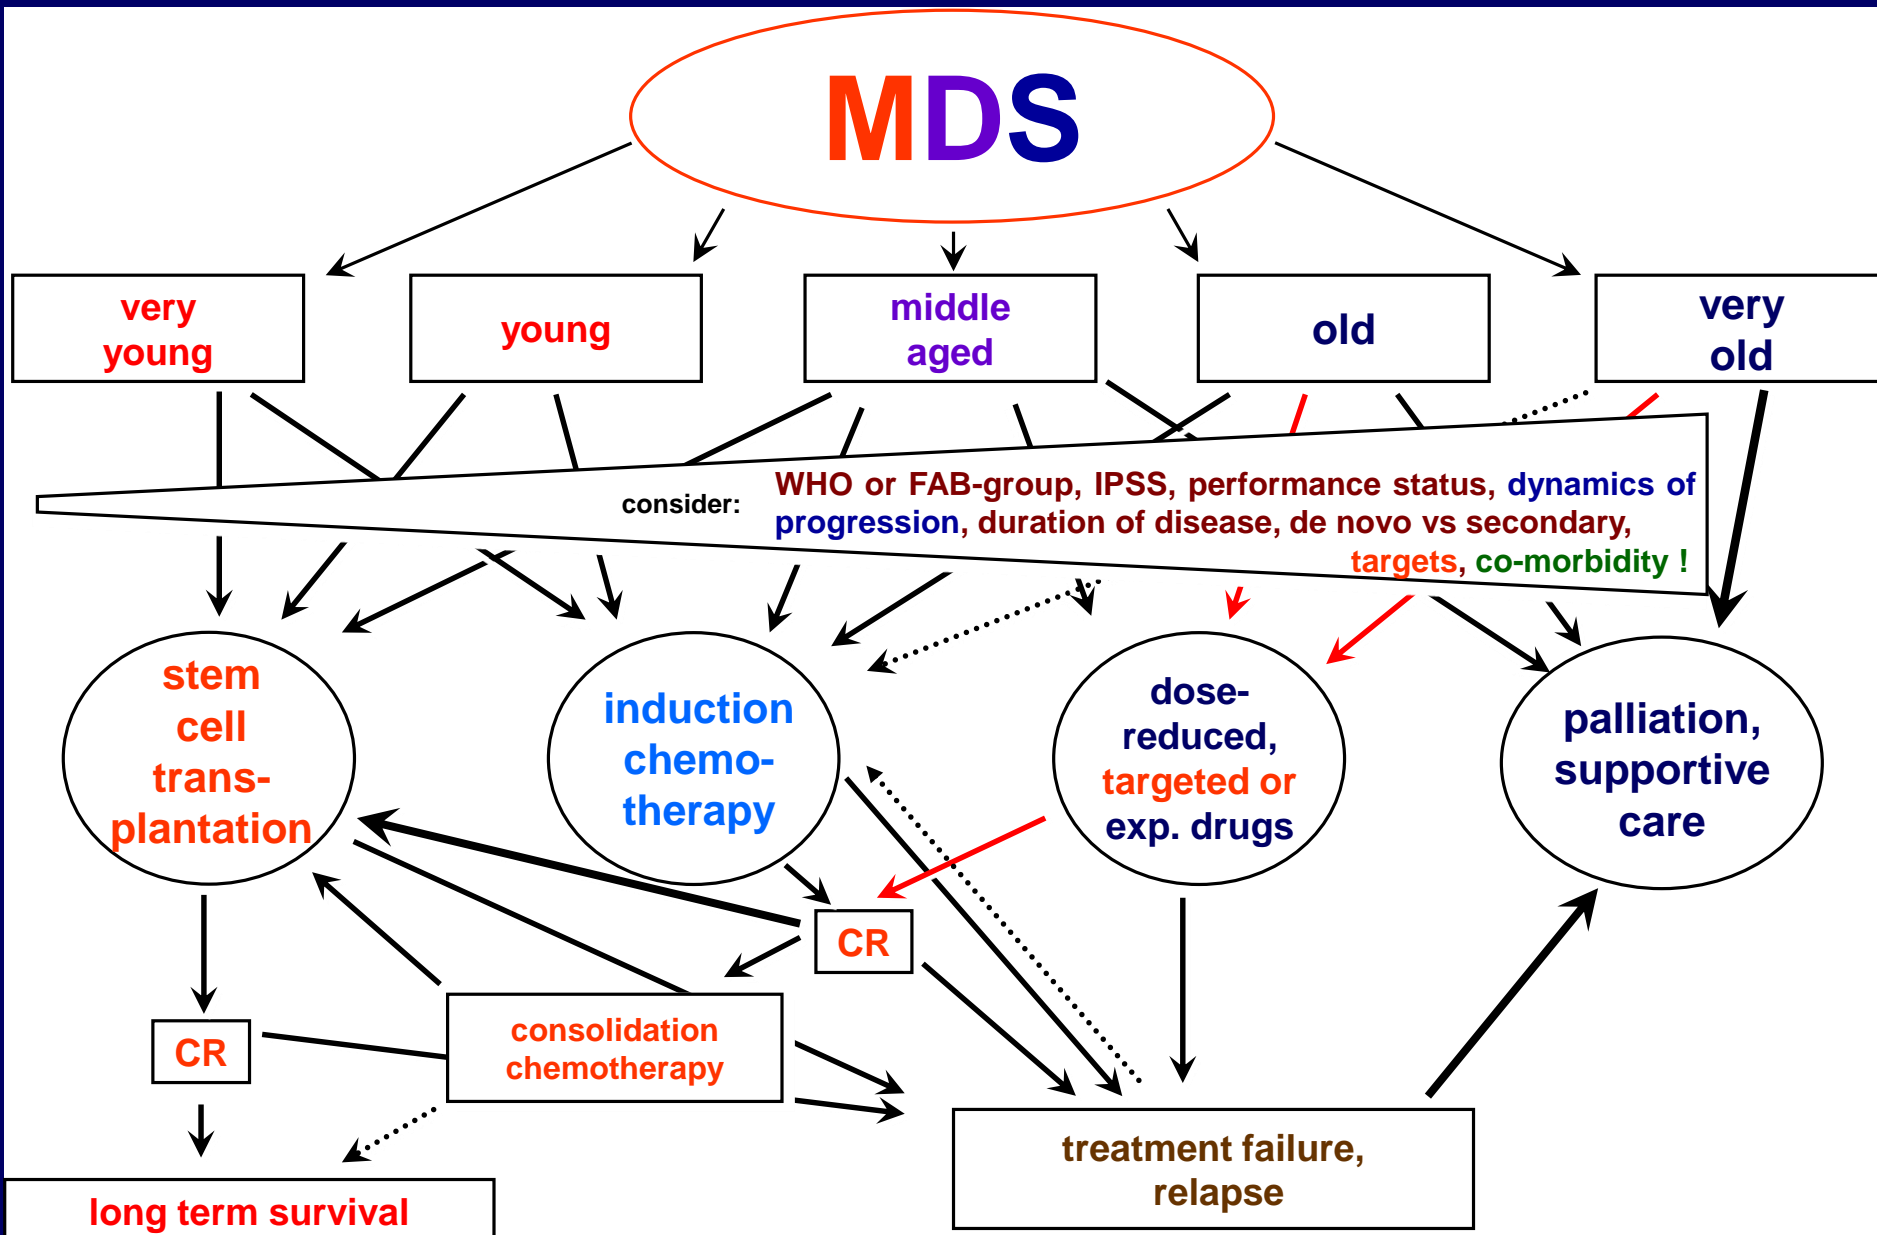 MDS
very
young
young
middle
aged
old
very
old
consider:
WHO or FAB-group, IPSS, performance status, dynamics of
progression, duration of disease, de novo vs secondary,
targets, co-morbidity !
stem
cell
trans-
plantation
induction
chemo-
therapy
dose-
reduced,
targeted or
exp. drugs
palliation,
supportive
care
CR
CR
consolidation
chemotherapy
treatment failure,
relapse
long term survival